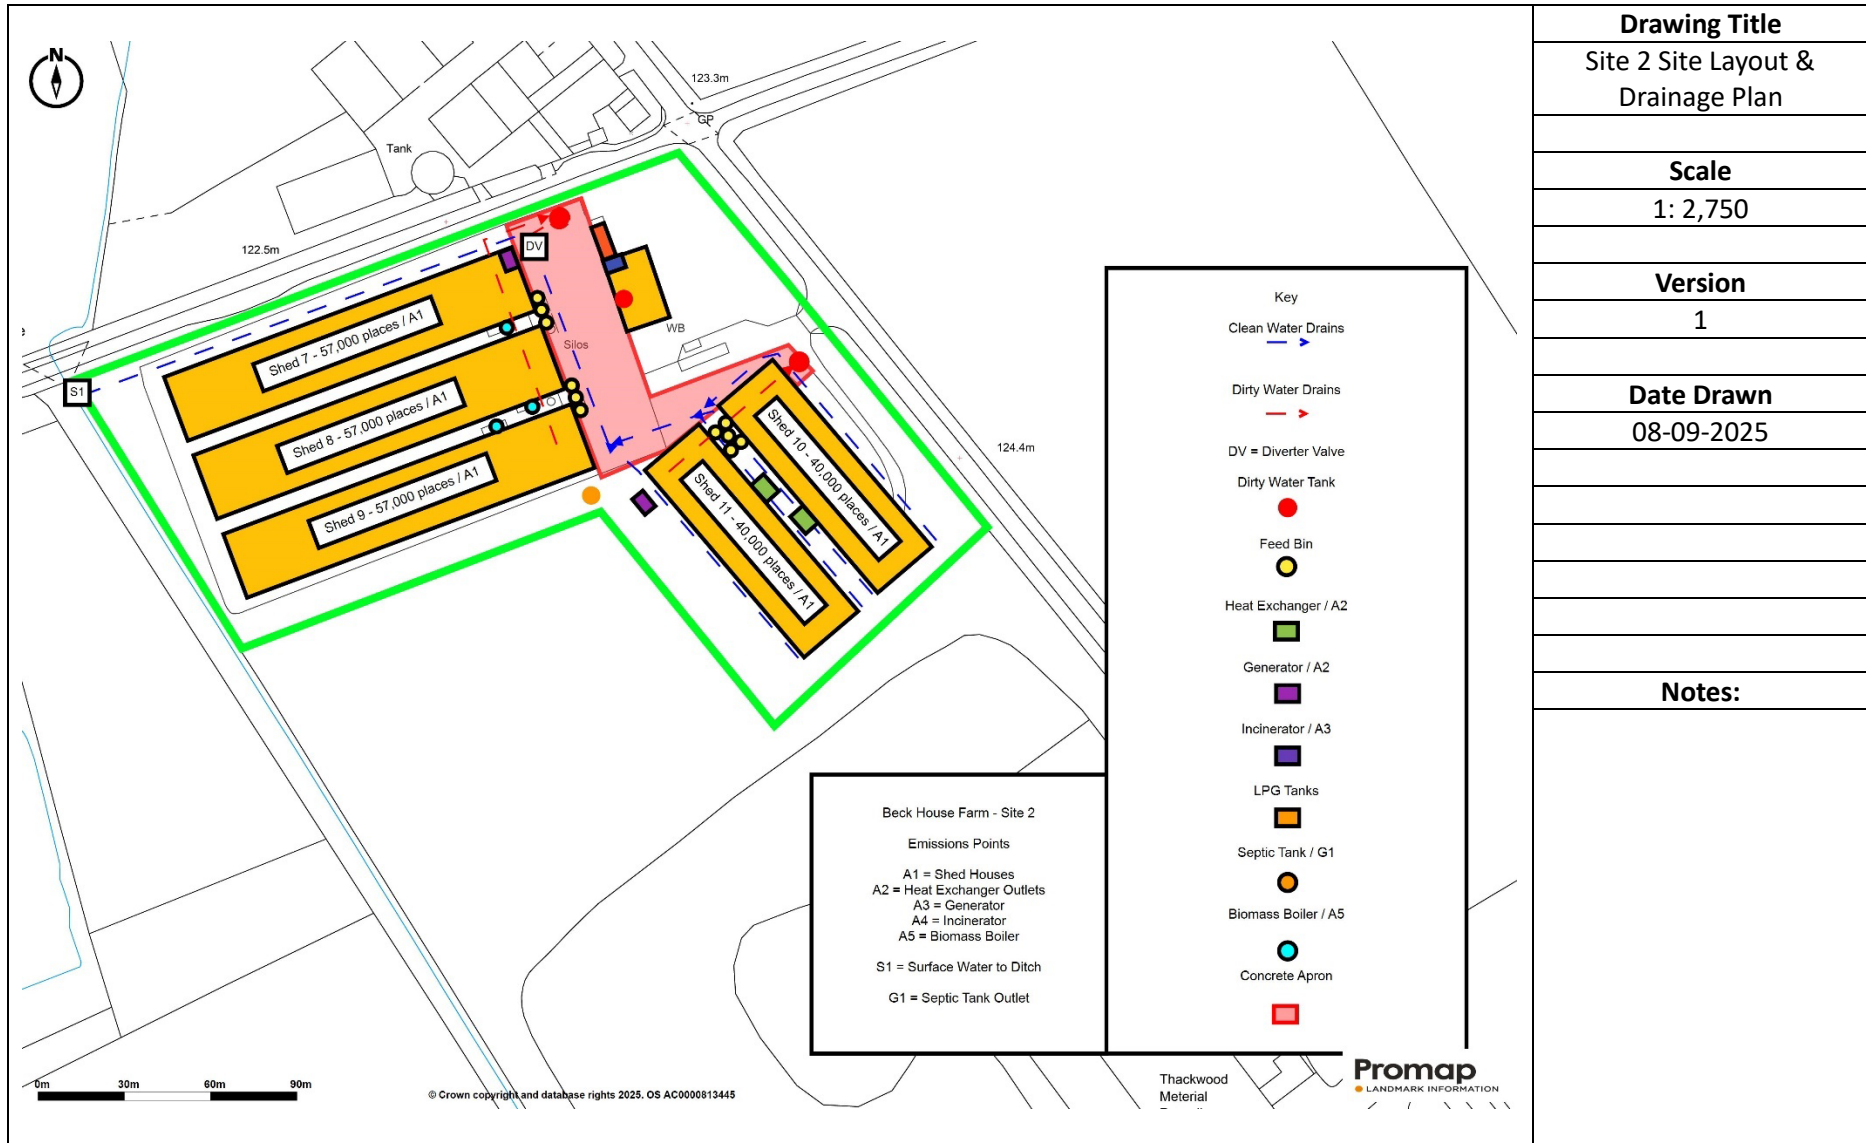 N
123.3m
GP
Tank
122.5m
DV
WB
Silos
S1
Shed 7 - 57,000 places / A1
Shed 8 - 57,000 places / A1
Shed 9 - 57,000 places / A1
Shed 10 - 40,000 places / A1
Shed 11 - 40,000 places / A1
124.4m
Key
Clean Water Drains
Dirty Water Drains
DV = Diverter Valve
Dirty Water Tank
Feed Bin
Heat Exchanger / A2
Generator / A2
Incinerator / A3
LPG Tanks
Septic Tank / G1
Biomass Boiler / A5
Concrete Apron
Beck House Farm - Site 2
Emissions Points
A1 = Shed Houses
A2 = Heat Exchanger Outlets
A3 = Generator
A4 = Incinerator
A5 = Biomass Boiler
S1 = Surface Water to Ditch
G1 = Septic Tank Outlet
0m 30m 60m 90m
© Crown copyright and database rights 2025. OS AC0000813445
Thackwood
Meterial
Promap
LANDMARK INFORMATION
Drawing Title
Site 2 Site Layout &
Drainage Plan
Scale
1: 2,750
Version
1
Date Drawn
08-09-2025
Notes: